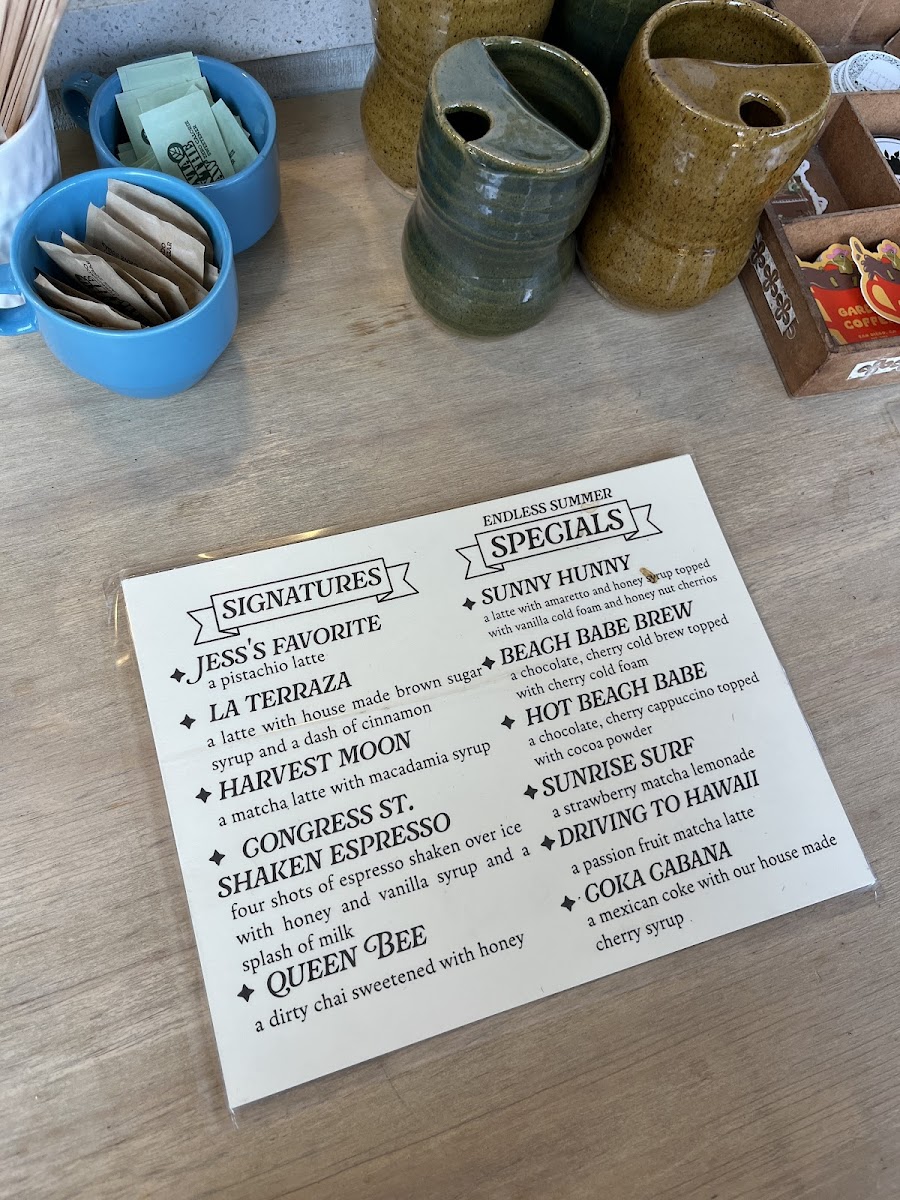 SIGNATURES
JESS'S FAVORITE
a pistachio latte
LA TERRAZA
a latte with house made brown sugar
syrup and a dash of cinnamon
HARVEST MOON
a matcha latte with macadamia syrup
CONGRESS ST.
SHAKEN ESPRESSO
four shots of espresso shaken over ice
with honey and vanilla syrup and a
splash of milk
QUEEN BEE
a dirty chai sweetened with honey
ENDLESS SUMMER
SPECIALS
SUNNY HUNNY
a latte with amaretto and honey syrup topped
with vanilla cold foam and honey nut cherrios
BEACH BABE BREW
a chocolate, cherry cold brew topped
with cherry cold foam
HOT BEACH BABE
a chocolate, cherry cappuccino topped
with cocoa powder
SUNRISE SURF
a strawberry matcha lemonade
DRIVING TO HAWAII
a passion fruit matcha latte
COKA CABANA
a mexican coke with our house made
cherry syrup